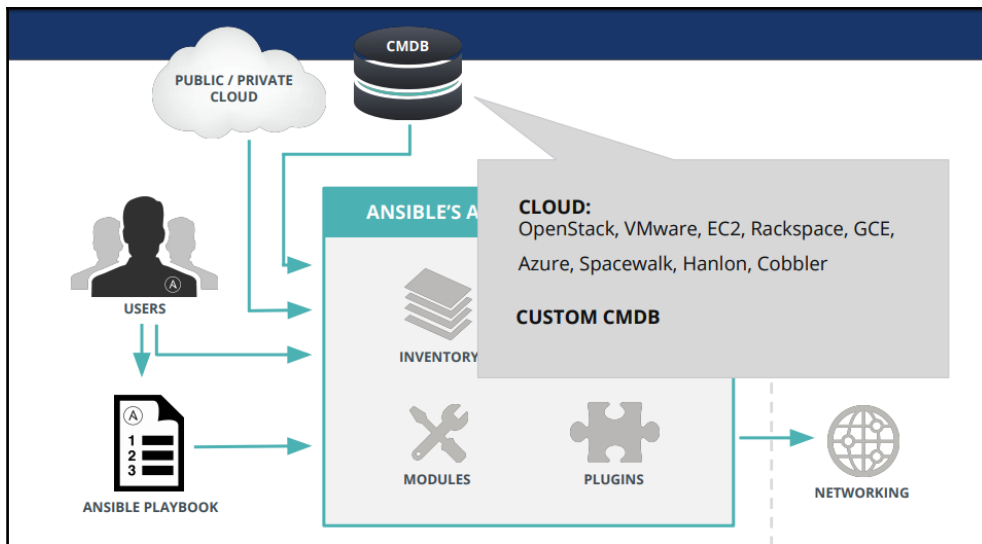 CMDB
PUBLIC / PRIVATE
CLOUD
ANSIBLE'S A
CLOUD:
OpenStack, VMware, EC2, Rackspace, GCE,
Azure, Spacewalk, Hanlon, Cobbler
CUSTOM CMDB
A
USERS
INVENTORY
A
1
2
3
MODULES
PLUGINS
ANSIBLE PLAYBOOK
NETWORKING